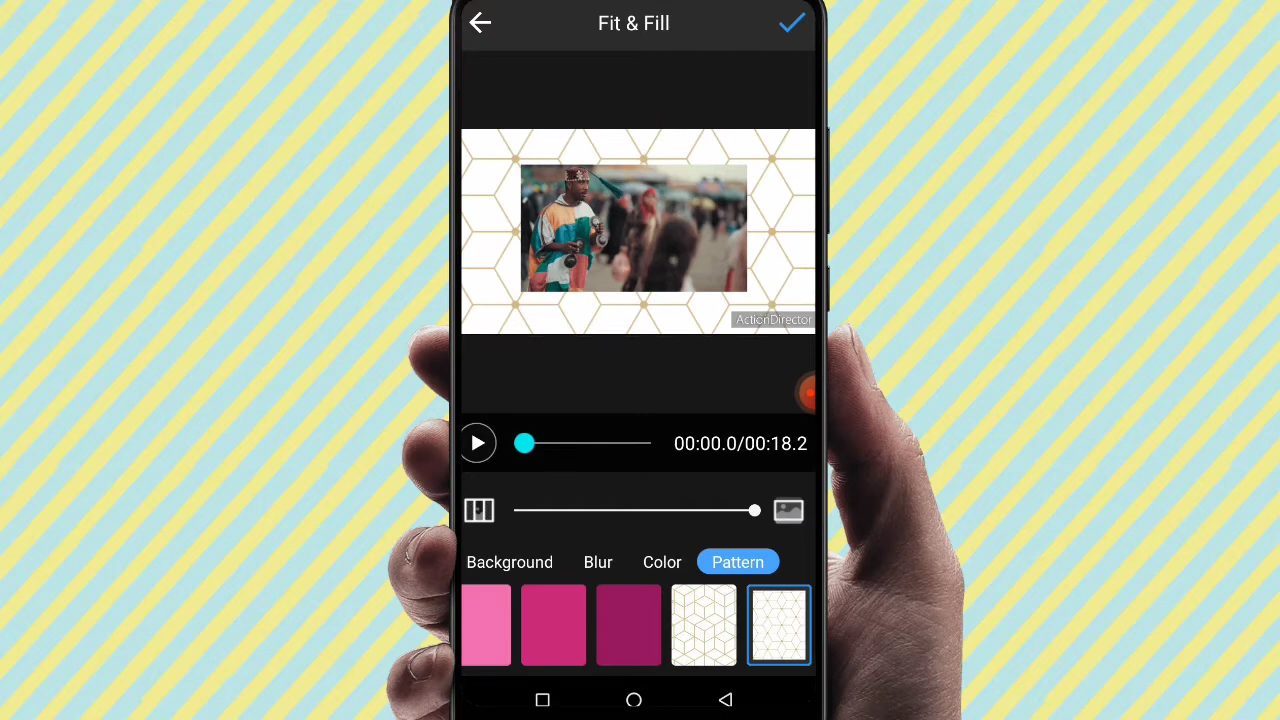 Fit & Fill
ActionDirector
00:00.0/00:18.2
Background Blur Color Pattern